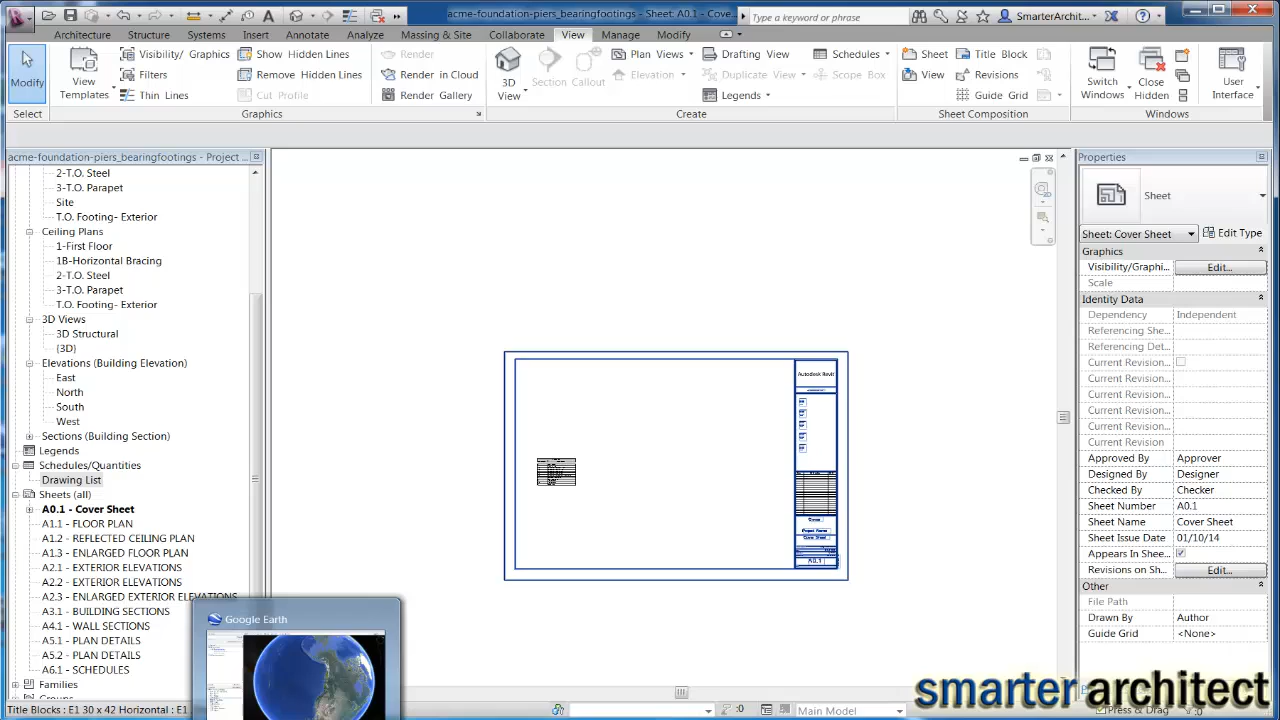 acme-foundation-piers_bearingfootings - Sheet: A0.1 - Cove...
Type a keyword or phrase
SmarterArchit...
Architecture Structure Systems Insert Annotate Analyze Massing & Site Collaborate View Manage Modify
Modify
View
Templates
Visibility/ Graphics
Filters
Thin Lines
Show Hidden Lines
Remove Hidden Lines
Cut Profile
Render
Render in Cloud
Render Gallery
3D
View
Section
Callout
Plan Views
Elevation
Drafting View
Duplicate View
Legends
Schedules
Scope Box
Sheet
View
Title Block
Revisions
Guide Grid
Switch
Windows
Close
Hidden
User
Interface
Select Graphics Create Sheet Composition Windows
acme-foundation-piers_bearingfootings - Project ...
2-T.O. Steel
3-T.O. Parapet
Site
T.O. Footing- Exterior
Ceiling Plans
1-First Floor
1B-Horizontal Bracing
2-T.O. Steel
3-T.O. Parapet
T.O. Footing- Exterior
3D Views
3D Structural
{3D}
Elevations (Building Elevation)
East
North
South
West
Sections (Building Section)
Legends
Schedules/Quantities
Drawing List
Sheets (all)
A0.1 - Cover Sheet
A1.1 - FLOOR PLAN
A1.2 - REFLECTED CEILING PLAN
A1.3 - ENLARGED FLOOR PLAN
A2.1 - EXTERIOR ELEVATIONS
A2.2 - EXTERIOR ELEVATIONS
A2.3 - ENLARGED EXTERIOR ELEVATIONS
A3.1 - BUILDING SECTIONS
A4.1 - WALL SECTIONS
A5.1 - PLAN DETAILS
A5.2 - PLAN DETAILS
A6.1 - SCHEDULES
Families
Groups
Google Earth
Autodesk Revit
Project Name
Cover Sheet
A0.1
Properties
Sheet
Sheet: Cover Sheet Edit Type
Graphics
Visibility/Graphi... Edit...
Scale
Identity Data
Dependency Independent
Referencing She...
Referencing Det...
Current Revision...
Current Revision...
Current Revision...
Current Revision...
Current Revision...
Current Revision
Approved By Approver
Designed By Designer
Checked By Checker
Sheet Number A0.1
Sheet Name Cover Sheet
Sheet Issue Date 01/10/14
Appears In Shee...
Revisions on Sh... Edit...
Other
File Path
Drawn By Author
Guide Grid <None>
smarter architect
Title Blocks : E1 30 x 42 Horizontal : E1
:0
Main Model
Press & Drag
:0